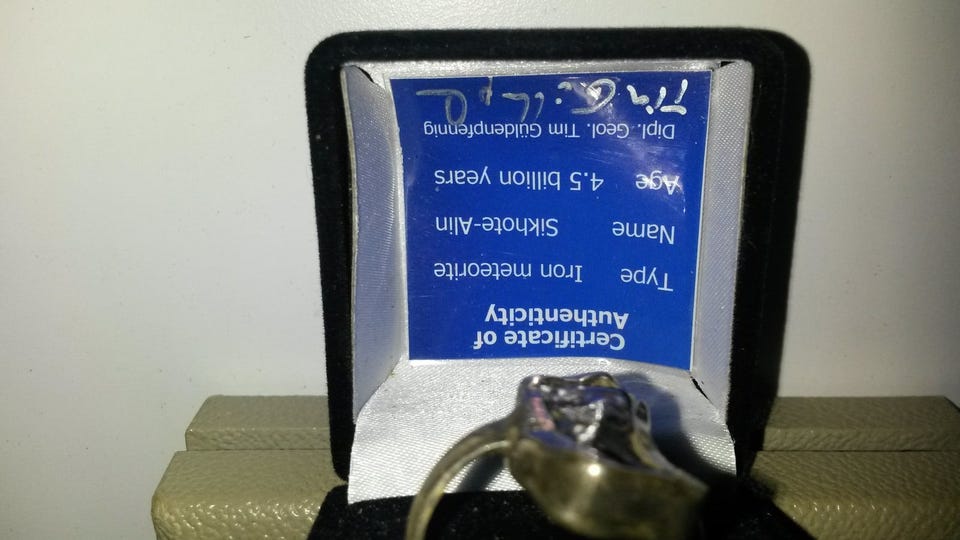 Certificate of
Authenticity
Type Iron meteorite
Name Sikhote-Alin
Age 4.5 billion years
Dipl. Geol. Tim Güldenpfennig